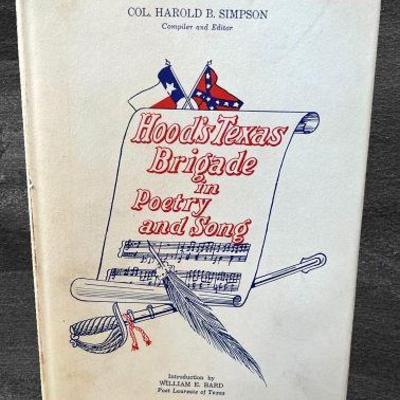 COL. HAROLD B. SIMPSON
Compiler and Editor
Hood's Texas
Brigade
in
Poetry
and Song
Introduction by
WILLIAM E. BARD
Poet Laureate of Texas